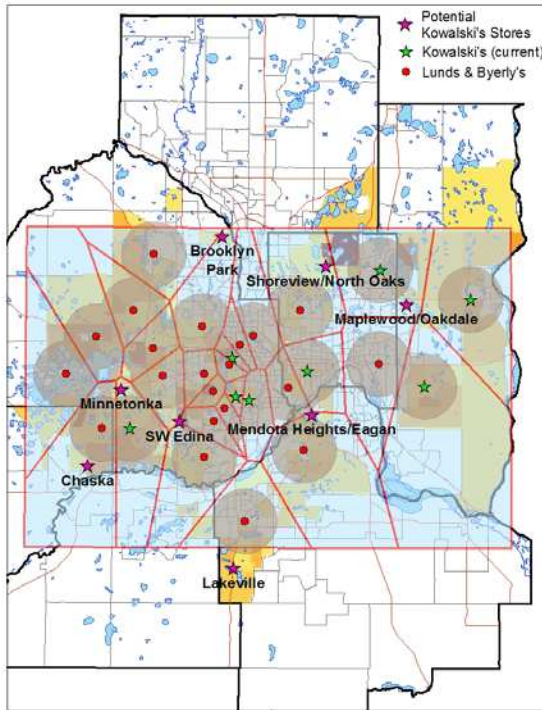 Potential
Kowalski's Stores
Kowalski's (current)
Lunds & Byerly's
Brooklyn
Park
Shoreview/North Oaks
Maplewood/Oakdale
Minnetonka
SW Edina
Mendota Heights/Eagan
Chaska
Lakeville